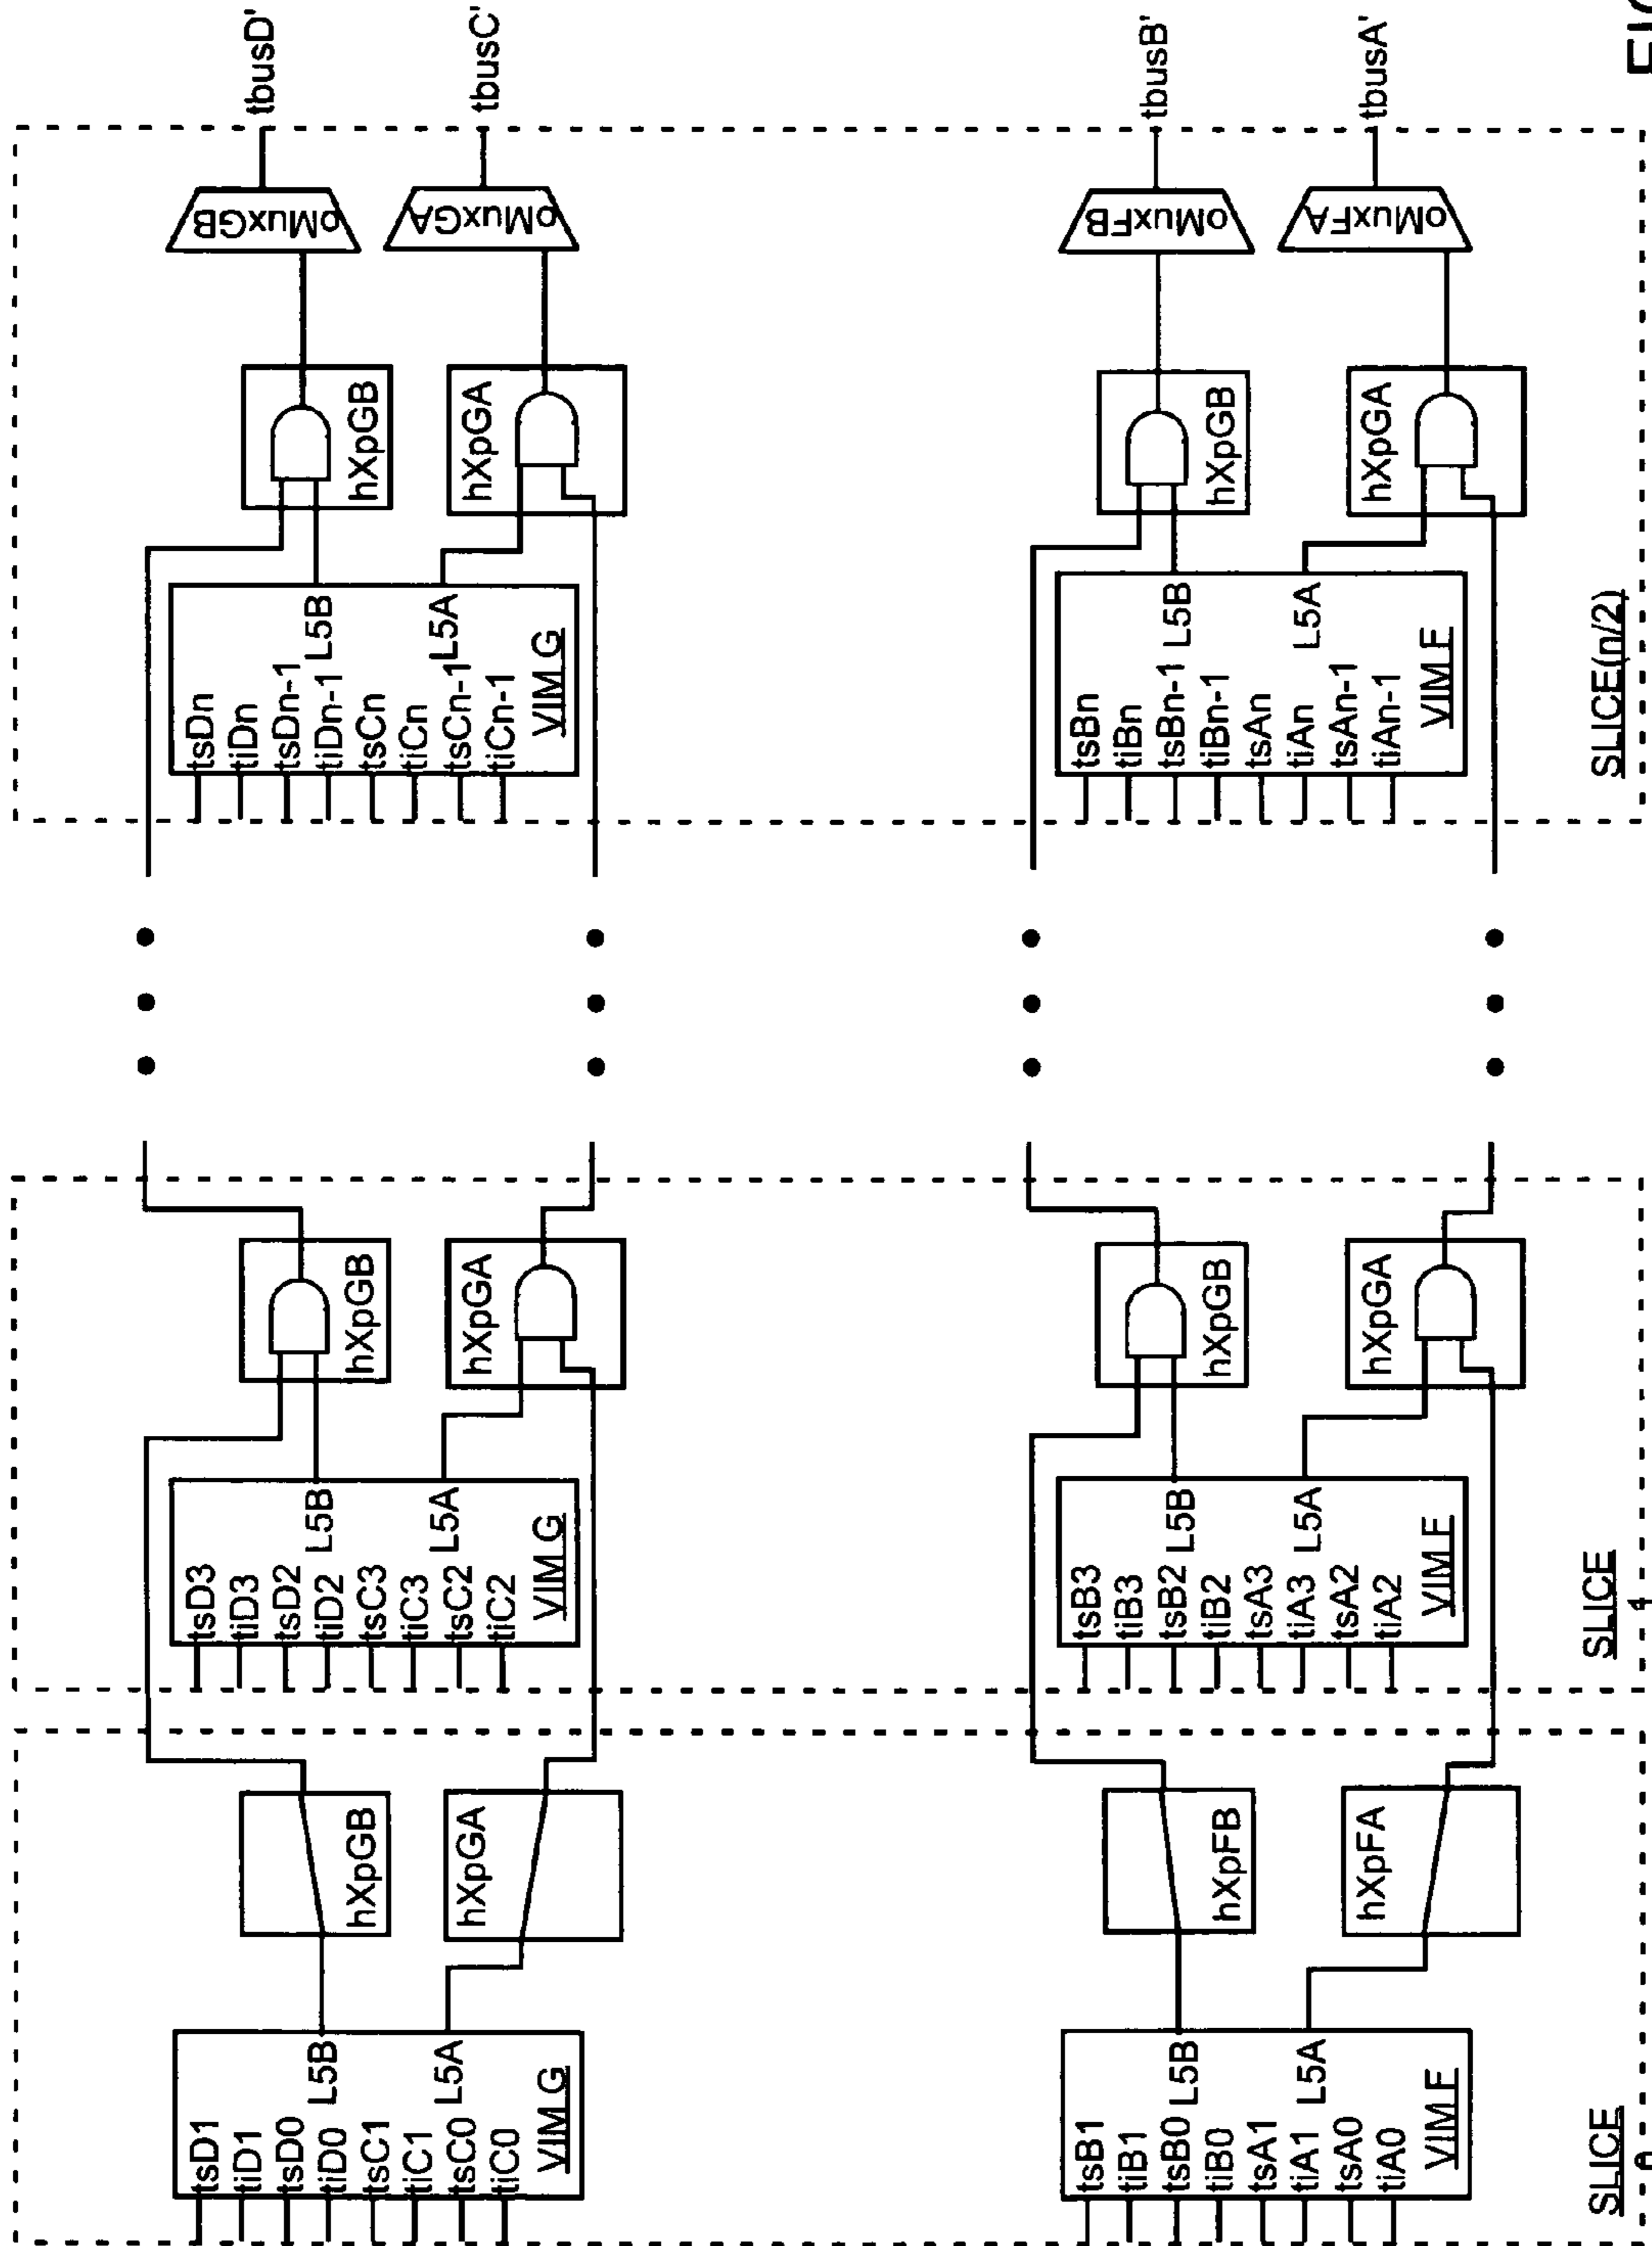 tsD1
tiD1
tsD0
tiD0
tsC1
tiC1
tsC0
tiC0
L5B
L5A
VIM G
hXpGB
hXpGA
tsB1
tiB1
tsB0
tiB0
tsA1
tiA1
tsA0
tiA0
L5B
L5A
VIM F
hXpFB
hXpFA
SLICE
0
tsD3
tiD3
tsD2
tiD2
tsC3
tiC3
tsC2
tiC2
L5B
L5A
VIM G
hXpGB
hXpGA
tsB3
tiB3
tsB2
tiB2
tsA3
tiA3
tsA2
tiA2
L5B
L5A
VIM F
hXpGB
hXpGA
SLICE
1
tsDn
tiDn
tsDn-1
tiDn-1
tsCn
tiCn
tsCn-1
tiCn-1
L5B
L5A
VIM G
hXpGB
hXpGA
oMuxGB
oMuxGA
tbusD'
tbusC'
tsBn
tiBn
tsBn-1
tiBn-1
tsAn
tiAn
tsAn-1
tiAn-1
L5B
L5A
VIM F
hXpGB
hXpGA
oMuxFB
oMuxFA
tbusB'
tbusA'
SLICE(n/2)